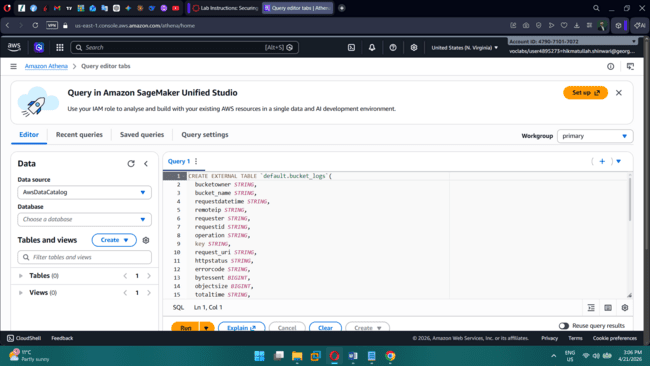 Lab Instructions: Securing
Query editor tabs | Athena
VPN
us-east-1.console.aws.amazon.com/athena/home
AI
aws
Search
[Alt+S]
United States (N. Virginia)
Account ID: 4790-7181-7072
voclabs/user4895273=hikmatullah.shinwari@georg...
Amazon Athena > Query editor tabs
Query in Amazon SageMaker Unified Studio
Use your IAM role to analyse and build with your existing AWS resources in a single data and AI development environment.
Set up
Editor
Recent queries
Saved queries
Query settings
Workgroup
primary
Data
Data source
AwsDataCatalog
Database
Choose a database
Tables and views
Create
Filter tables and views
Tables (0)
1
Views (0)
1
Query 1
1 CREATE EXTERNAL TABLE `default.bucket_logs`(
2 bucketowner STRING,
3 bucket_name STRING,
4 requestdatetime STRING,
5 remoteip STRING,
6 requester STRING,
7 requestid STRING,
8 operation STRING,
9 key STRING,
10 request_uri STRING,
11 httpstatus STRING,
12 errorcode STRING,
13 bytessent BIGINT,
14 objectsize BIGINT,
15 totaltime STRING,
SQL
Ln 1, Col 1
Run
Explain
Cancel
Clear
Create
Reuse query results
CloudShell
Feedback
© 2026, Amazon Web Services, Inc. or its affiliates.
Privacy
Terms
Cookie preferences
11°C
Partly sunny
ENG
US
3:06 PM
4/21/2026